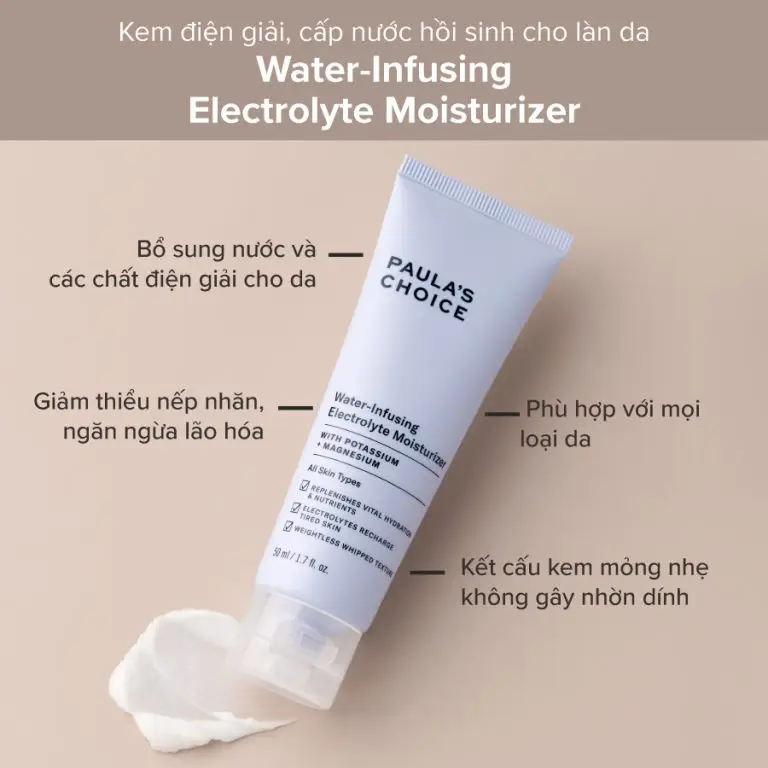 Kem điện giải, cấp nước hồi sinh cho làn da
Water-Infusing
Electrolyte Moisturizer
Bổ sung nước và
các chất điện giải cho da
Giảm thiểu nếp nhăn,
ngăn ngừa lão hóa
Phù hợp với mọi
loại da
Kết cấu kem mỏng nhẹ
không gây nhờn dính
PAULA'S
CHOICE
Water-Infusing
Electrolyte Moisturizer
WITH POTASSIUM
+ MAGNESIUM
All Skin Types
REPLENISHES VITAL HYDRATION
& NUTRIENTS
ELECTROLYTES RECHARGE
TIRED SKIN
WEIGHTLESS WHIPPED TEXTURE
50 ml / 1.7 fl. oz.